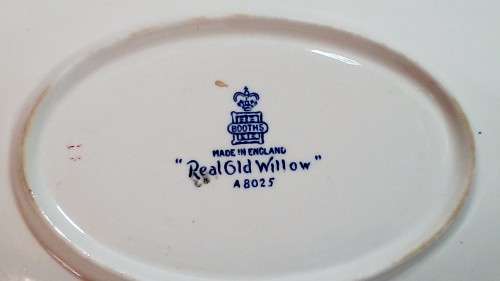 BOOTHS
MADE IN ENGLAND
"Real Old Willow"
A8025